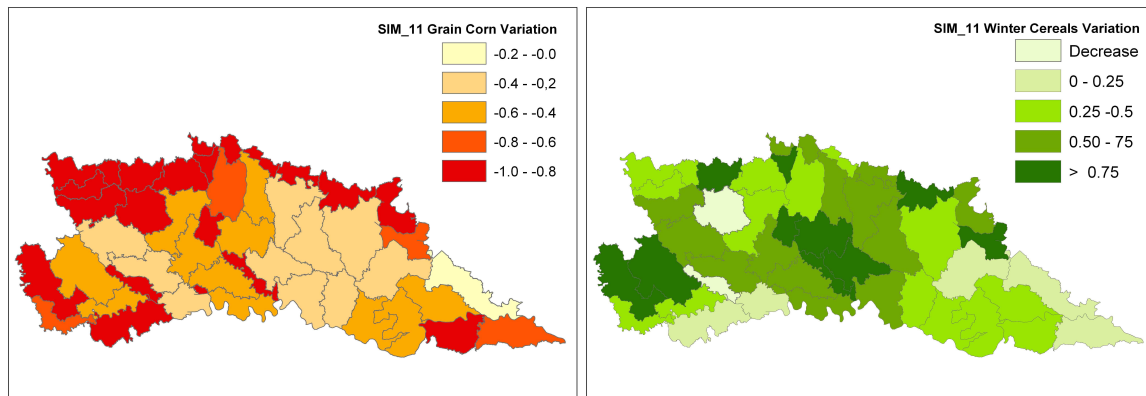 SIM_11 Grain Corn Variation
-0.2 - -0.0
-0.4 - -0,2
-0.6 - -0.4
-0.8 - -0.6
-1.0 - -0.8
SIM_11 Winter Cereals Variation
Decrease
0 - 0.25
0.25 -0.5
0.50 - 75
> 0.75